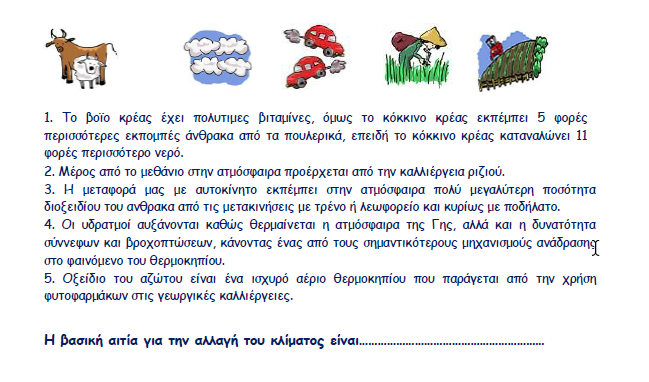 1. Το βοϊο κρέας έχει πολυτιμες βιταμίνες, όμως το κόκκινο κρέας εκπέμπει 5 φορές
περισσότερες εκπομπές άνθρακα από τα πουλερικά, επειδή το κόκκινο κρέας καταναλώνει 11
φορές περισσότερο νερό.
2. Μέρος από το μεθάνιο στην ατμόσφαιρα προέρχεται από την καλλιέργεια ριζιού.
3. Η μεταφορά μας με αυτοκίνητο εκπέμπει στην ατμόσφαιρα πολύ μεγαλύτερη ποσότητα
διοξειδίου του ανθρακα από τις μετακινήσεις με τρένο ή λεωφορείο και κυρίως με ποδήλατο.
4. Οι υδρατμοί αυξάνονται καθώς θερμαίνεται η ατμόσφαιρα της Γης, αλλά και η δυνατότητα
σύννεφων και βροχοπτώσεων, κάνοντας ένας από τους σημαντικότερους μηχανισμούς ανάδρασης
στο φαινόμενο του θερμοκηπίου.
5. Οξείδιο του αζώτου είναι ένα ισχυρό αέριο θερμοκηπίου που παράγεται από την χρήση
φυτοφαρμάκων στις γεωργικές καλλιέργειες.
Η βασική αιτία για την αλλαγή του κλίματος είναι……………………………………………………